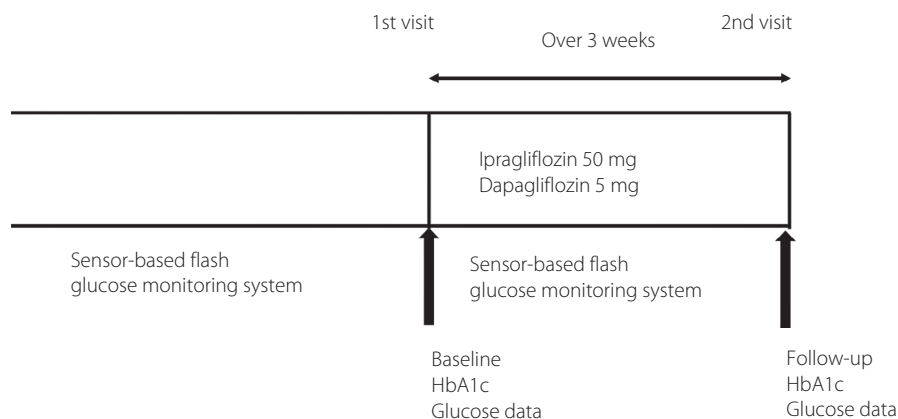 1st visit
2nd visit
Over 3 weeks
Ipragliflozin 50 mg
Dapagliflozin 5 mg
Sensor-based flash
glucose monitoring system
Sensor-based flash
glucose monitoring system
Baseline
HbA1c
Glucose data
Follow-up
HbA1c
Glucose data